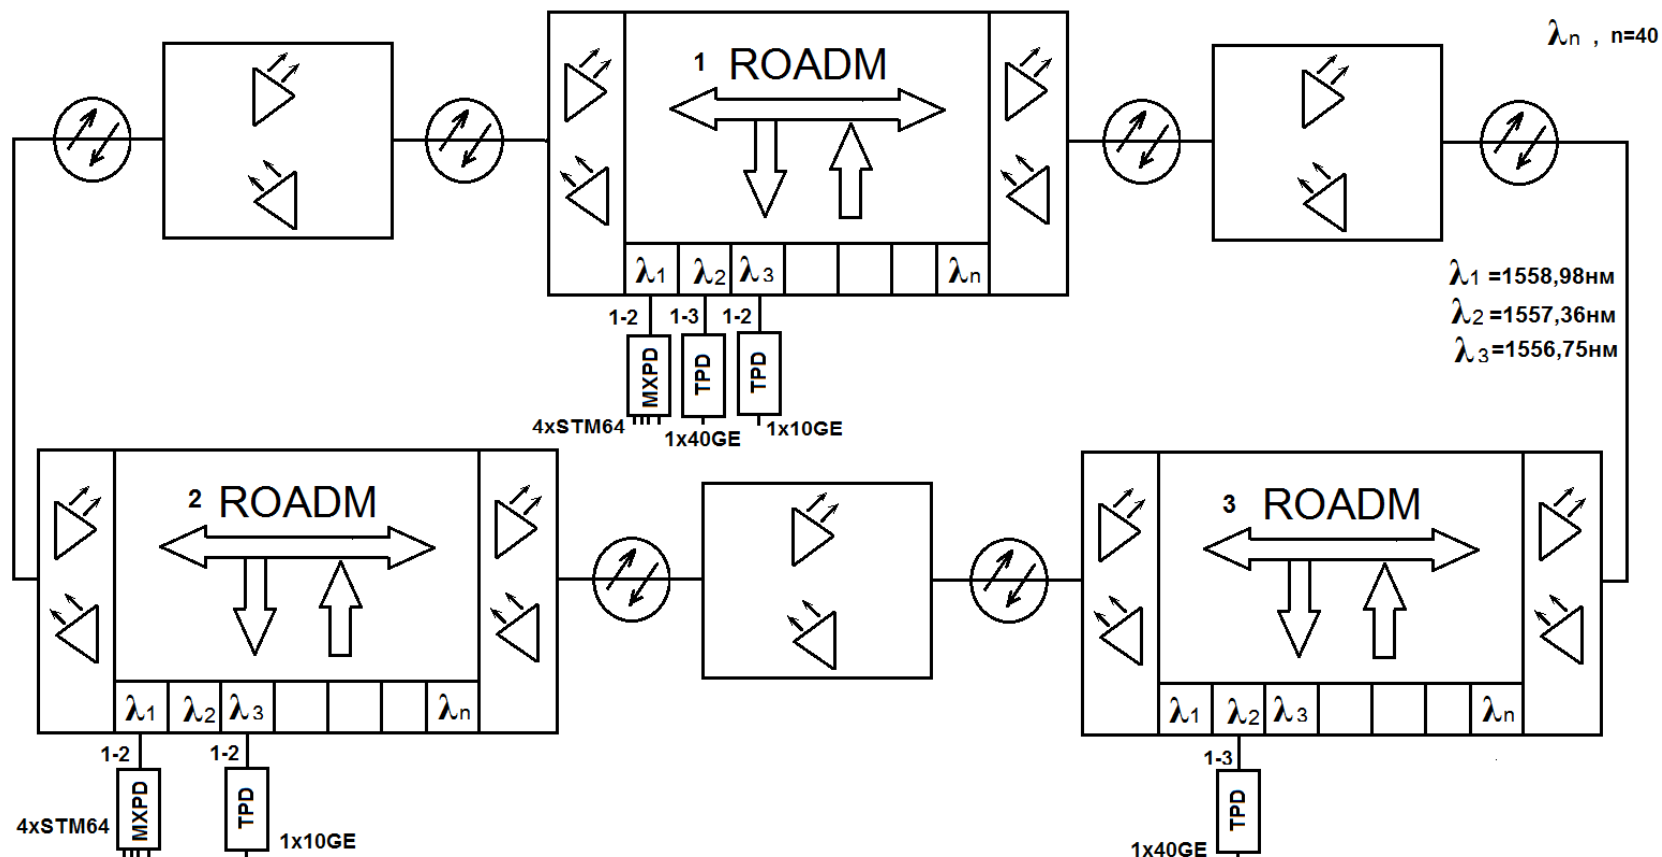 λn , n=40
1 ROADM
λ1 λ2 λ3 λn
λ1 =1558,98нм
λ2 =1557,36нм
λ3 =1556,75нм
1-2 1-3 1-2
MXPD TPD TPD
4xSTM64 1x40GE 1x10GE
2 ROADM
3 ROADM
λ1 λ2 λ3 λn
λ1 λ2 λ3 λn
1-2 1-2
1-3
MXPD TPD
TPD
4xSTM64 1x10GE
1x40GE